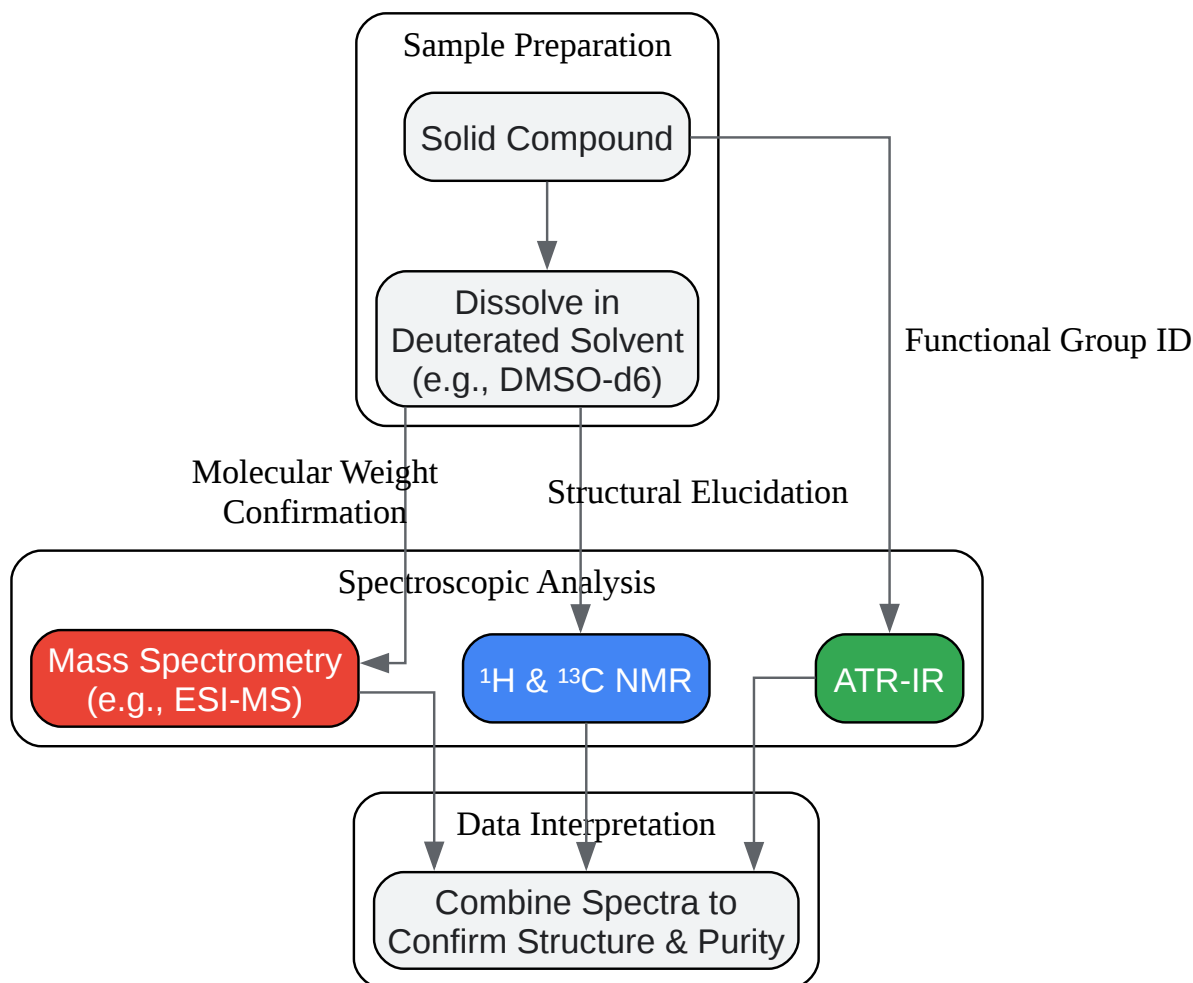 Sample Preparation
Solid Compound
Dissolve in
Deuterated Solvent
(e.g., DMSO-d6)
Functional Group ID
Molecular Weight
Confirmation
Structural Elucidation
Spectroscopic Analysis
Mass Spectrometry
(e.g., ESI-MS)
¹H & ¹³C NMR
ATR-IR
Data Interpretation
Combine Spectra to
Confirm Structure & Purity